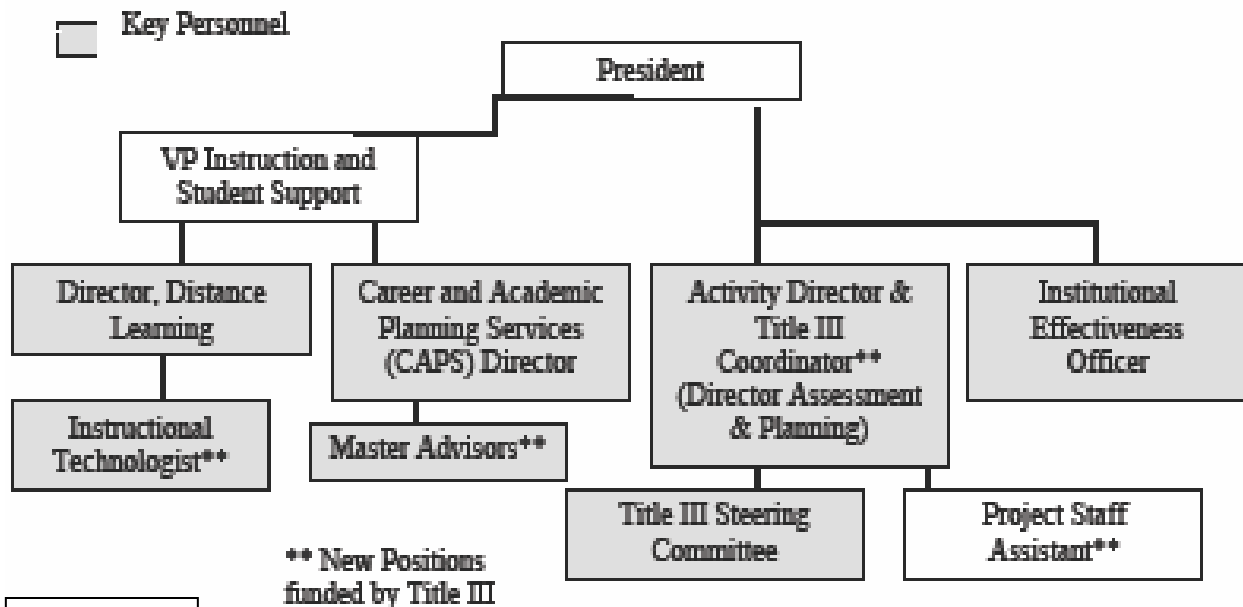 Key Personnel
President
VP Instruction and
Student Support
Director, Distance
Learning
Career and Academic
Planning Services
(CAPS) Director
Activity Director &
Title III
Coordinator**
(Director Assessment
& Planning)
Institutional
Effectiveness
Officer
Instructional
Technologist**
Master Advisors**
Title III Steering
Committee
Project Staff
Assistant**
** New Positions
funded by Title III